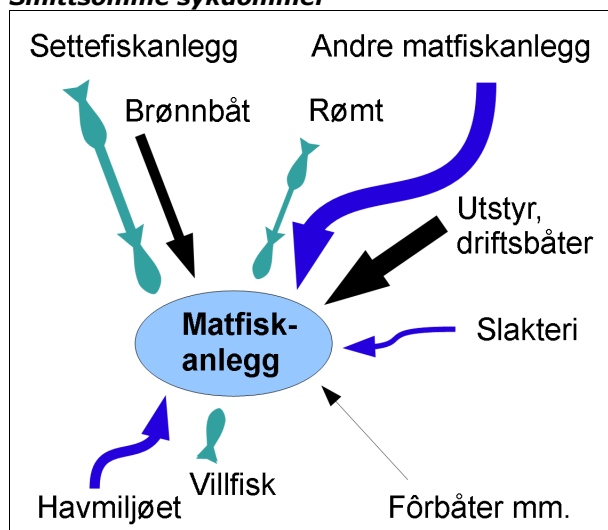 Smittsomme sykdommer
Settefiskanlegg
Andre matfiskanlegg
Brønnbåt
Rømt
Utstyr,
driftsbåter
Matfisk-
anlegg
Slakteri
Villfisk
Havmiljøet
Fôrbåter mm.